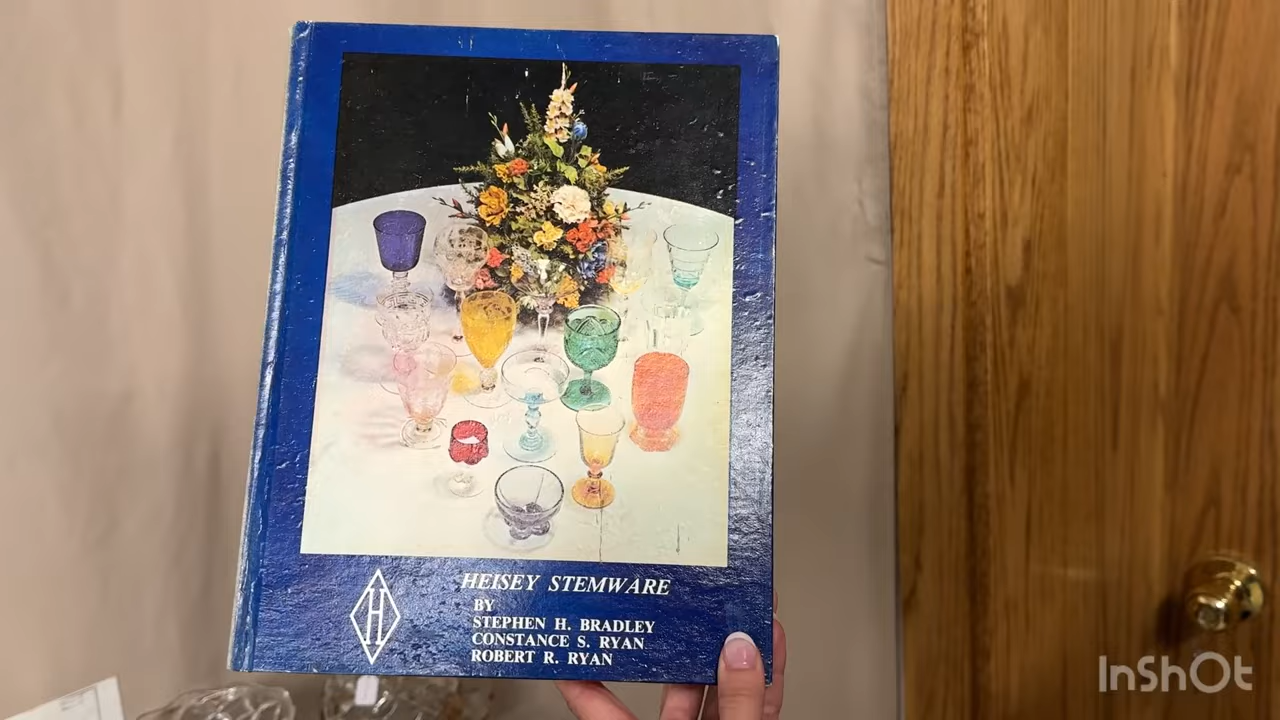 H
HEISEY STEMWARE
BY
STEPHEN H. BRADLEY
CONSTANCE S. RYAN
ROBERT R. RYAN
InShOt